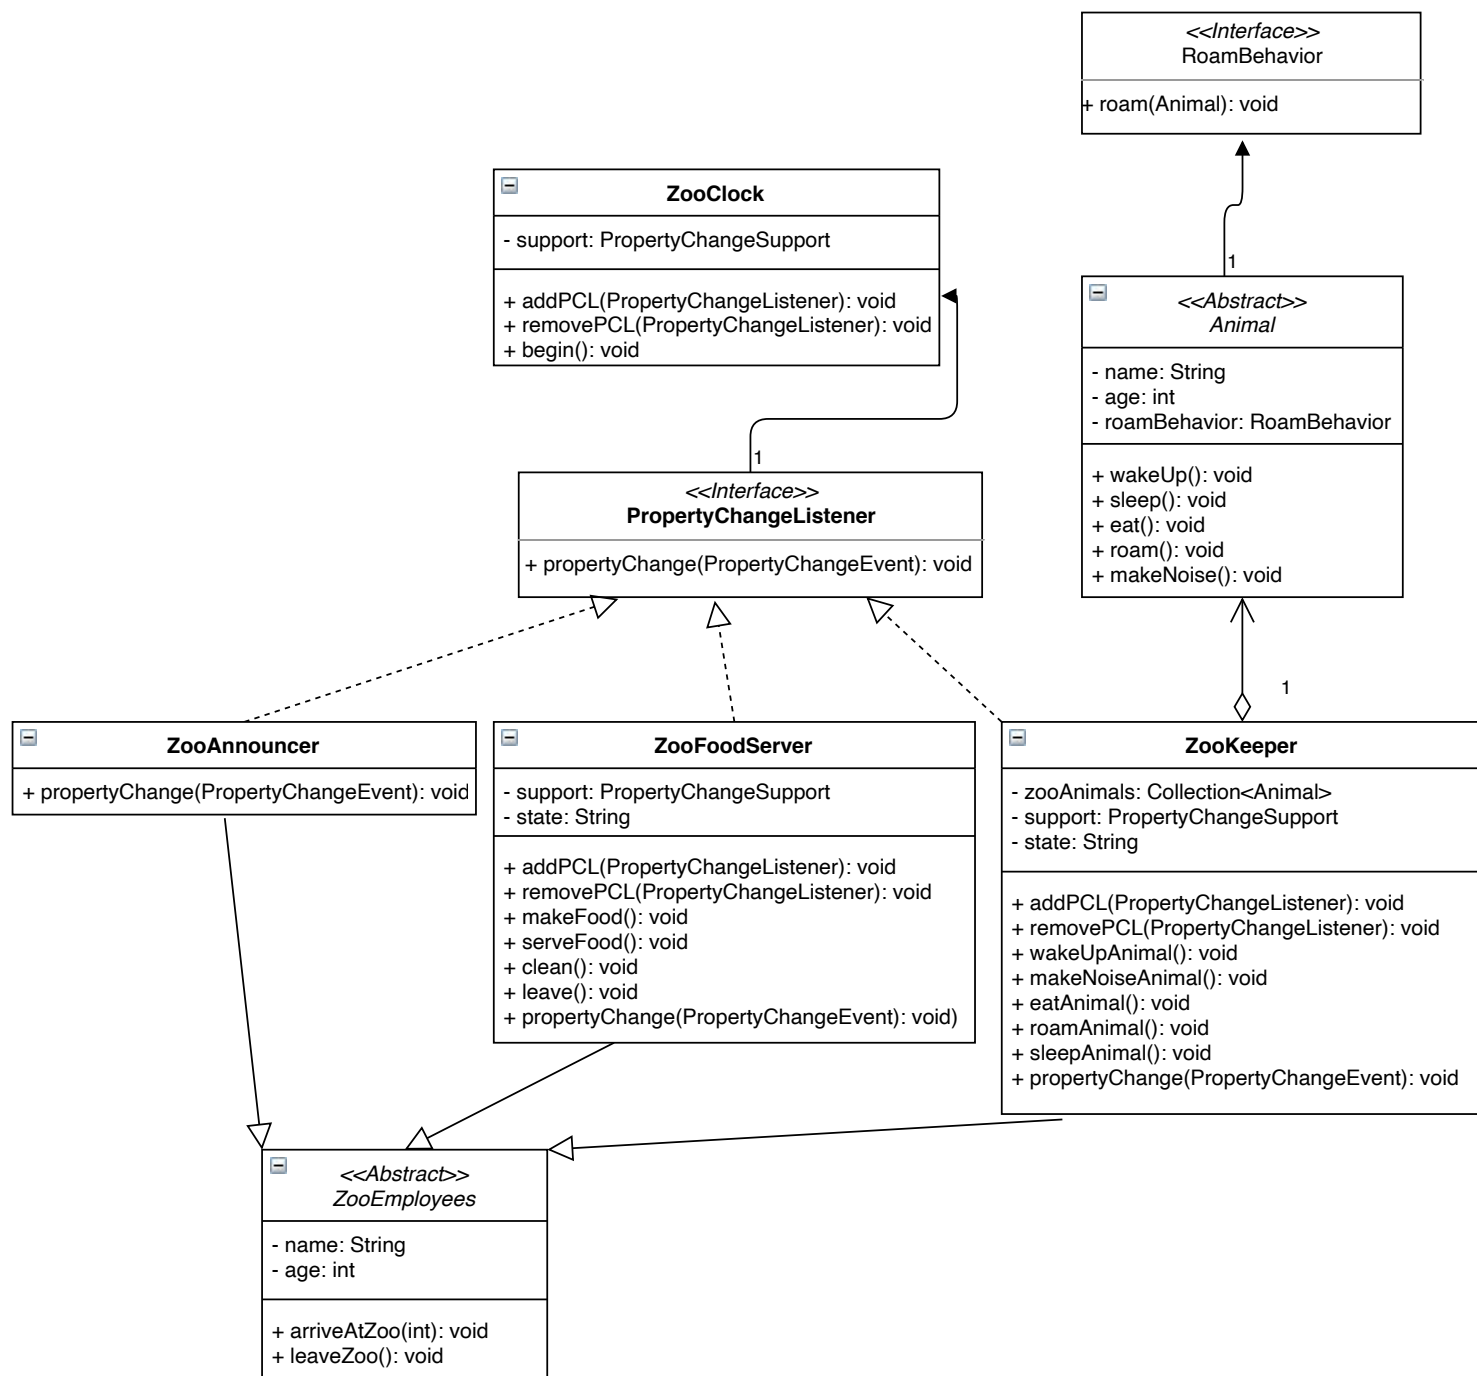 <<Interface>>
RoamBehavior
+ roam(Animal): void
ZooClock
- support: PropertyChangeSupport
+ addPCL(PropertyChangeListener): void
+ removePCL(PropertyChangeListener): void
+ begin(): void
1
<<Abstract>>
Animal
- name: String
- age: int
- roamBehavior: RoamBehavior
+ wakeUp(): void
+ sleep(): void
+ eat(): void
+ roam(): void
+ makeNoise(): void
1
<<Interface>>
PropertyChangeListener
+ propertyChange(PropertyChangeEvent): void
1
ZooAnnouncer
+ propertyChange(PropertyChangeEvent): void
ZooFoodServer
- support: PropertyChangeSupport
- state: String
+ addPCL(PropertyChangeListener): void
+ removePCL(PropertyChangeListener): void
+ makeFood(): void
+ serveFood(): void
+ clean(): void
+ leave(): void
+ propertyChange(PropertyChangeEvent): void)
ZooKeeper
- zooAnimals: Collection<Animal>
- support: PropertyChangeSupport
- state: String
+ addPCL(PropertyChangeListener): void
+ removePCL(PropertyChangeListener): void
+ wakeUpAnimal(): void
+ makeNoiseAnimal(): void
+ eatAnimal(): void
+ roamAnimal(): void
+ sleepAnimal(): void
+ propertyChange(PropertyChangeEvent): void
<<Abstract>>
ZooEmployees
- name: String
- age: int
+ arriveAtZoo(int): void
+ leaveZoo(): void